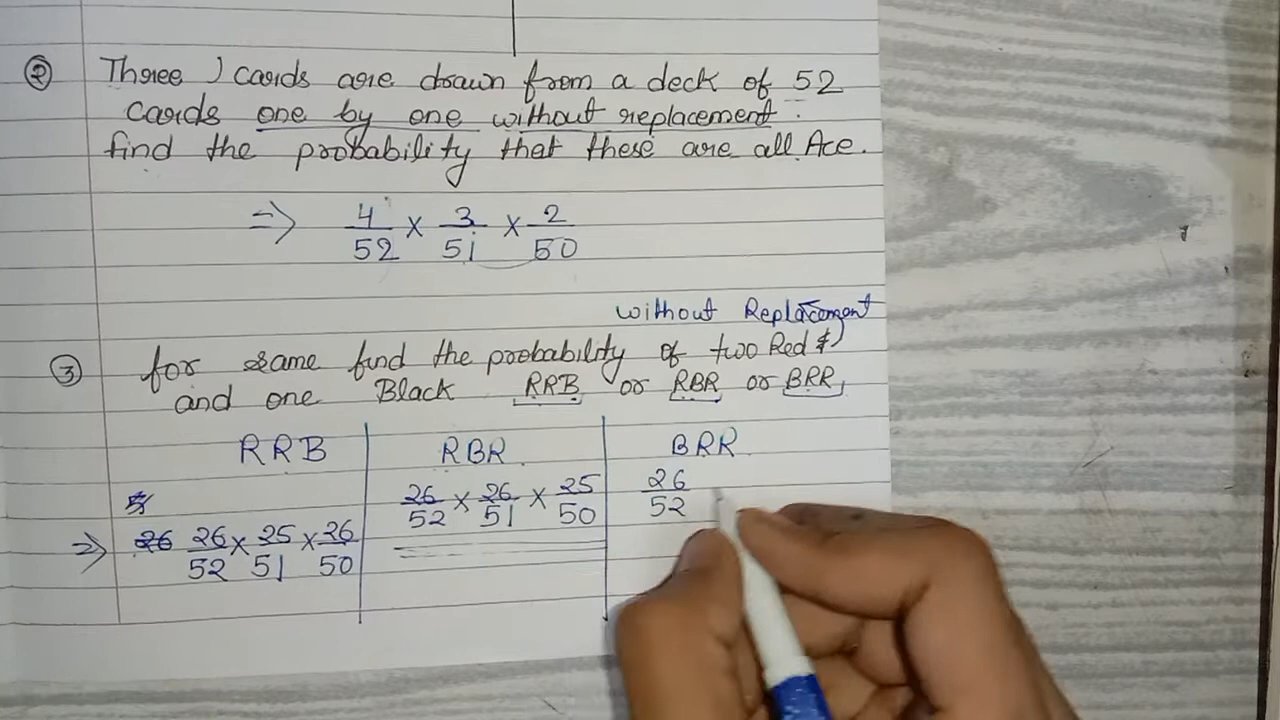 ② Three cards are drawn from a deck of 52
cards one by one without replacement.
find the probability that these are all Ace.
=> 4/52 × 3/51 × 2/50
without Replacement
③ for same find the probability of two Red &
and one Black RRB or RBR or BRR,
RRB RBR BRR
26/52 × 26/51 × 25/50 26/52
=> 26 26/52 × 25/51 × 26/50